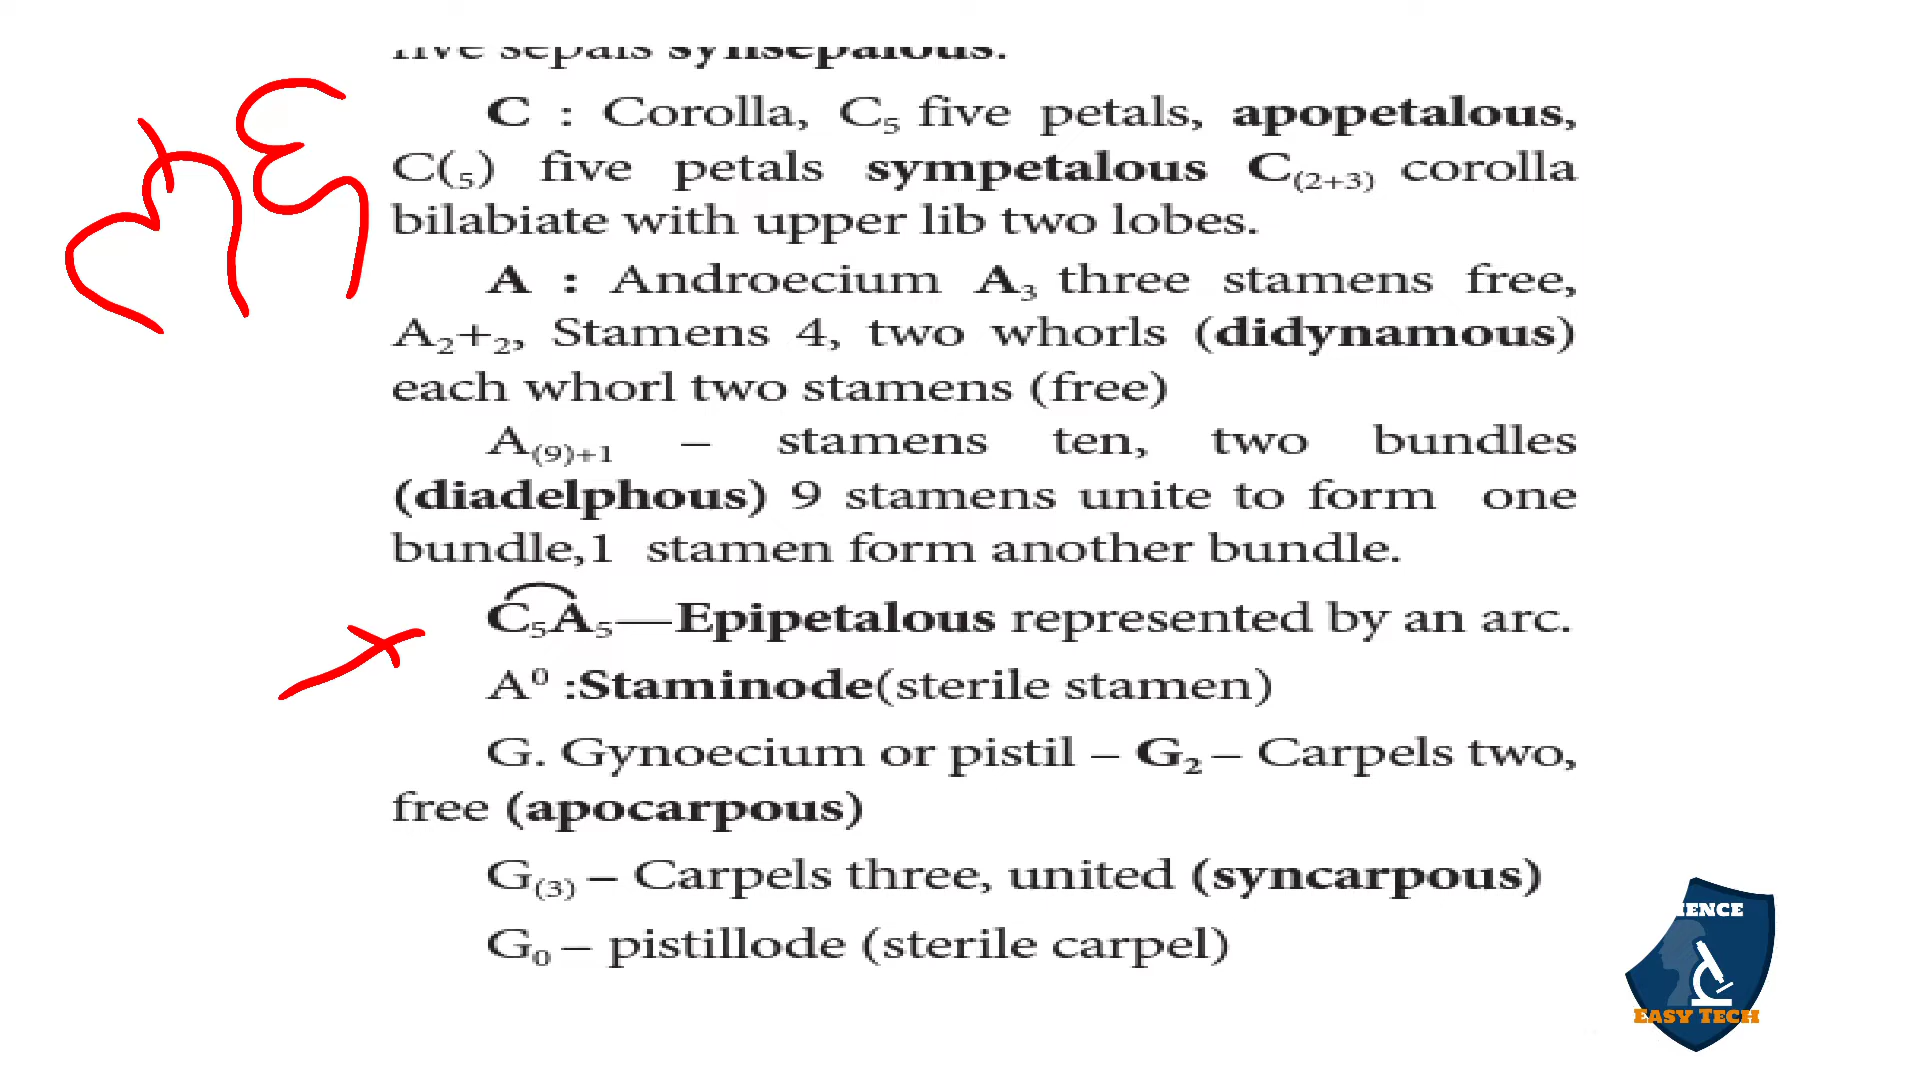 five sepals synsepalous.
C : Corolla, C₅ five petals, apopetalous,
C(₅) five petals sympetalous C₍₂₊₃₎ corolla
bilabiate with upper lib two lobes.
A : Androecium A₃ three stamens free,
A₂+₂, Stamens 4, two whorls (didynamous)
each whorl two stamens (free)
A₍₉₎₊₁ – stamens ten, two bundles
(diadelphous) 9 stamens unite to form one
bundle,1 stamen form another bundle.
C₅A₅—Epipetalous represented by an arc.
A⁰ :Staminode(sterile stamen)
G. Gynoecium or pistil – G₂ – Carpels two,
free (apocarpous)
G₍₃₎ – Carpels three, united (syncarpous)
G₀ – pistillode (sterile carpel)
IENCE
EASY TECH